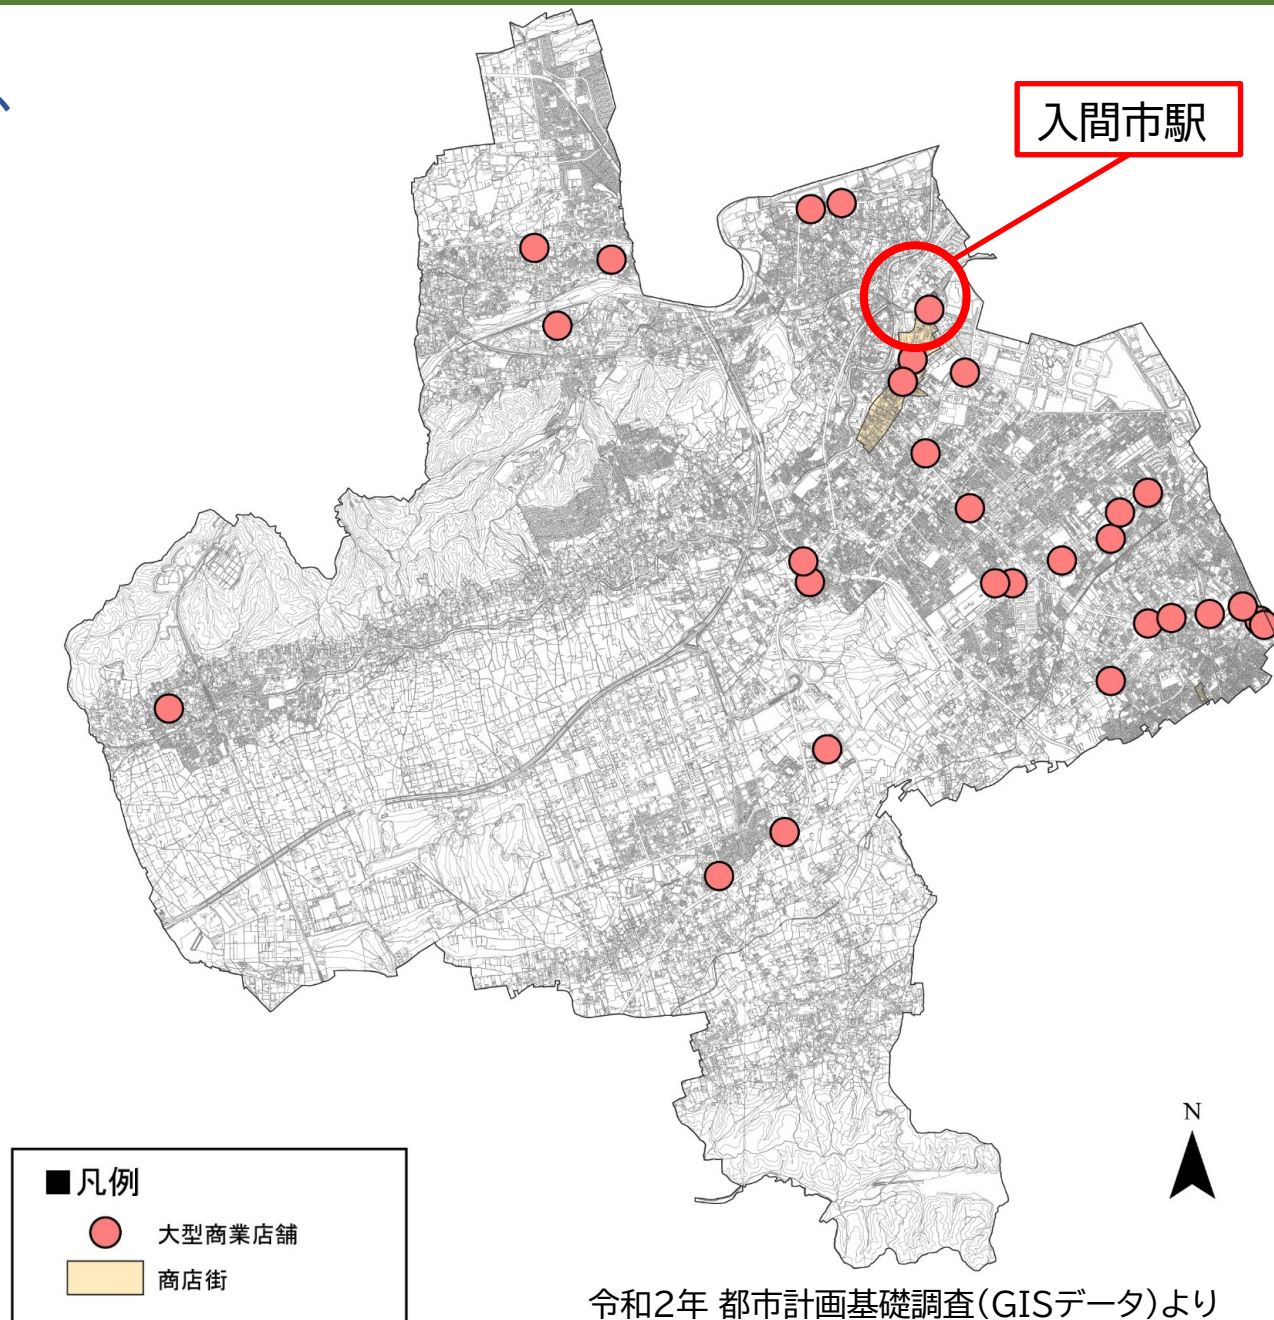 入間市駅
N
■凡例
大型商業店舗
商店街
令和2年 都市計画基礎調査(GISデータ)より